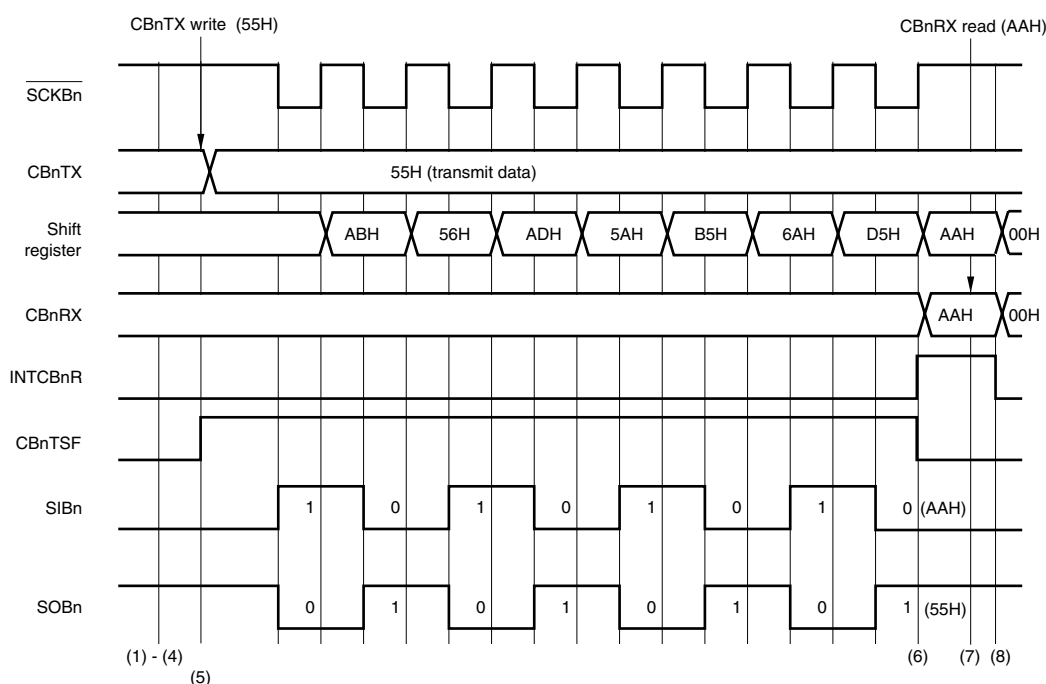 CBnTX write (55H)
CBnRX read (AAH)
SCKBn
CBnTX
55H (transmit data)
Shift
register
ABH 56H ADH 5AH B5H 6AH D5H AAH 00H
CBnRX
AAH 00H
INTCBnR
CBnTSF
SIBn
1 0 1 0 1 0 1 0 (AAH)
SOBn
0 1 0 1 0 1 0 1 (55H)
(1) - (4)
(5)
(6) (7) (8)